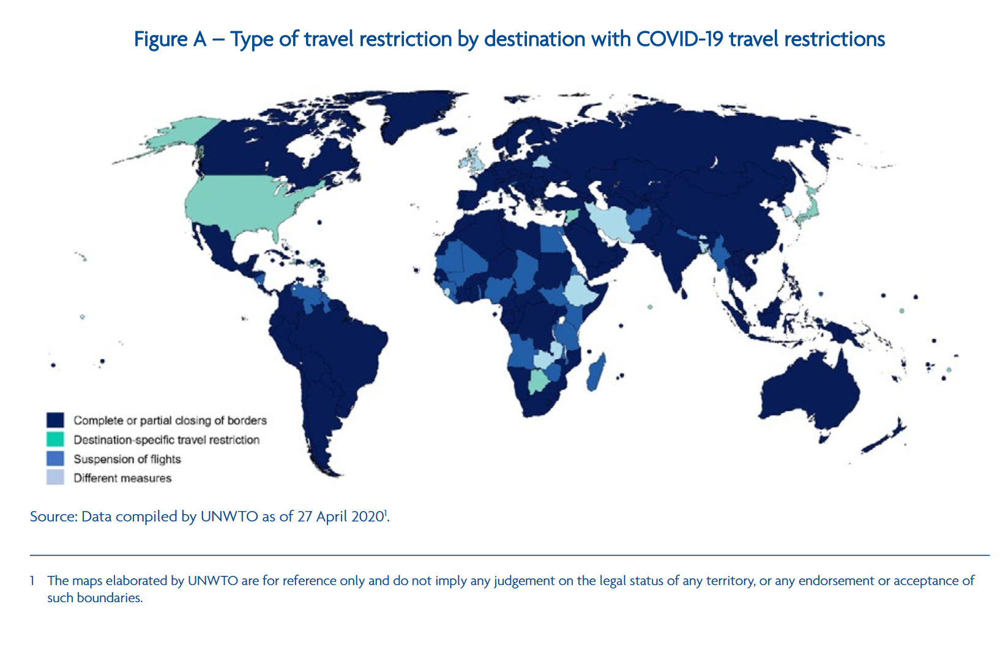 Figure A – Type of travel restriction by destination with COVID-19 travel restrictions
Complete or partial closing of borders
Destination-specific travel restriction
Suspension of flights
Different measures
Source: Data compiled by UNWTO as of 27 April 2020¹.
1 The maps elaborated by UNWTO are for reference only and do not imply any judgement on the legal status of any territory, or any endorsement or acceptance of
such boundaries.